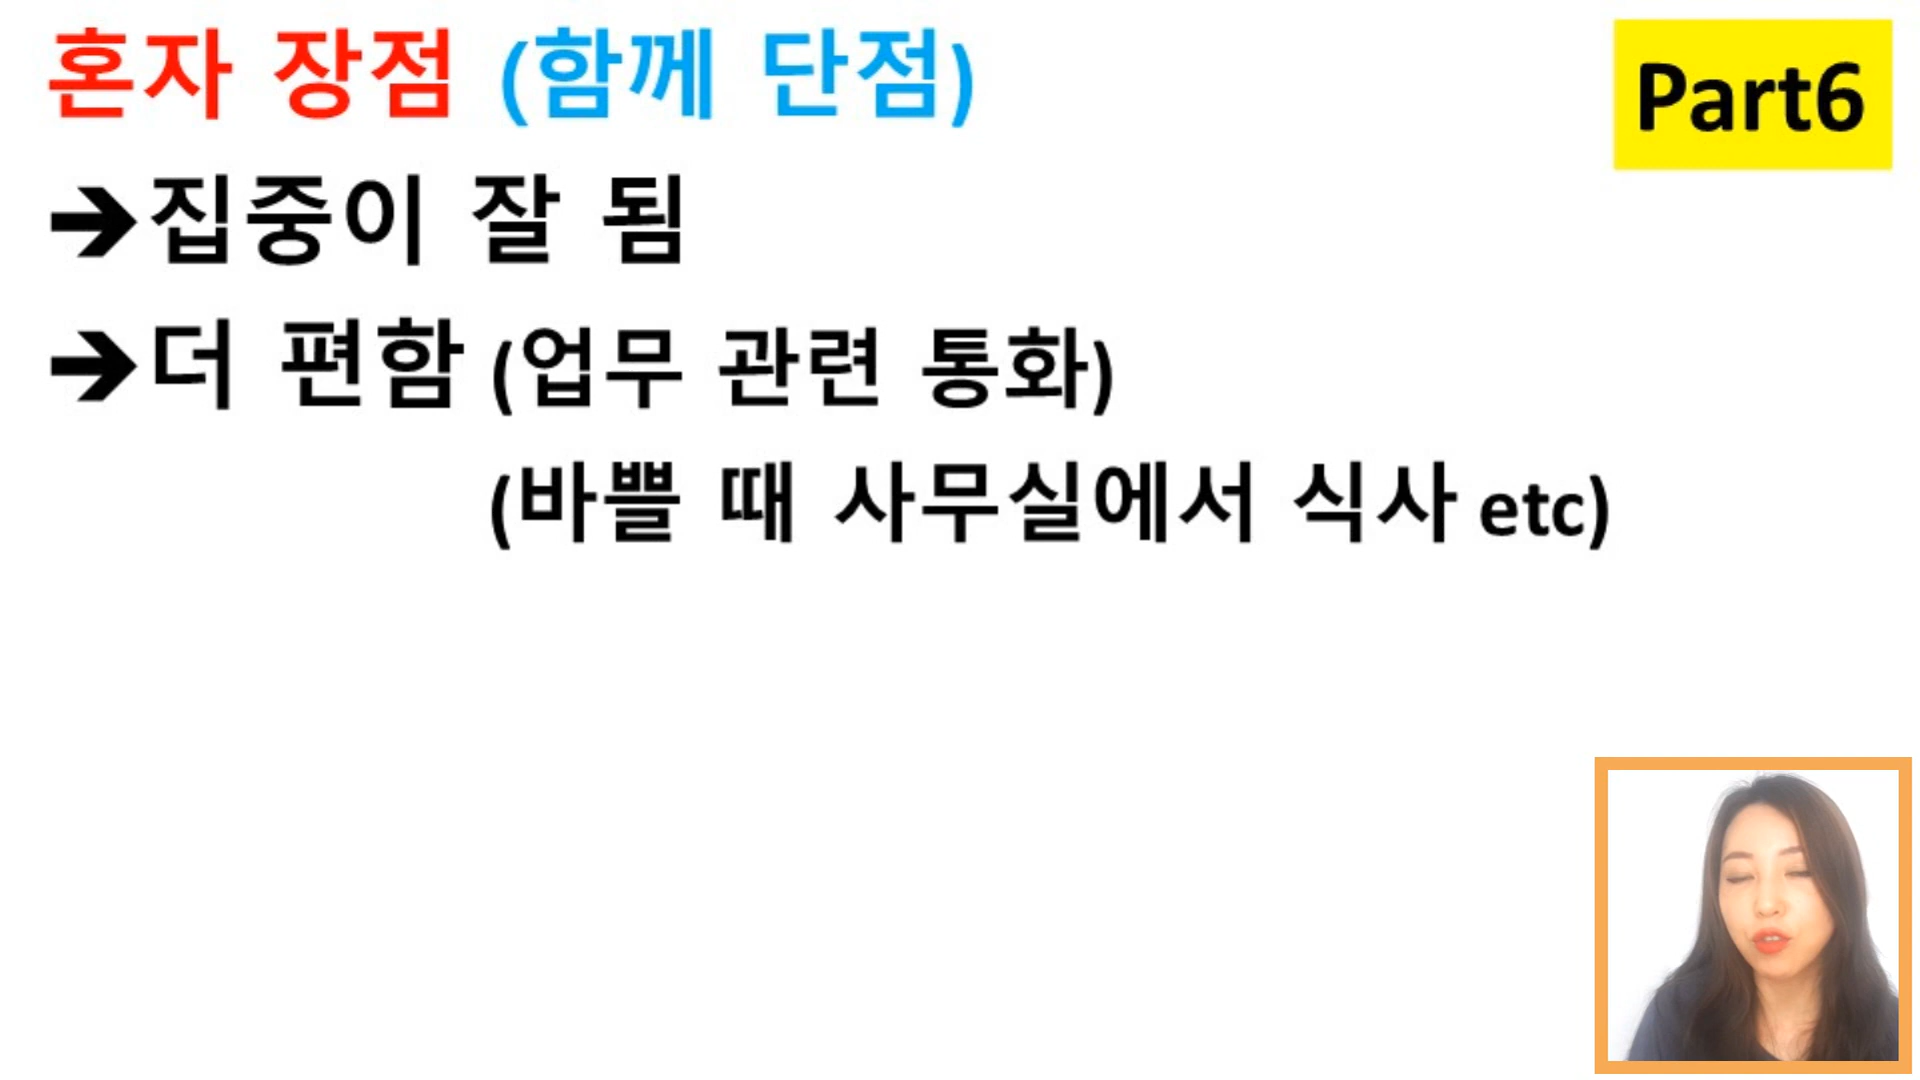 혼자 장점 (함께 단점)
Part6
➔집중이 잘 됨
➔더 편함 (업무 관련 통화)
(바쁠 때 사무실에서 식사 etc)